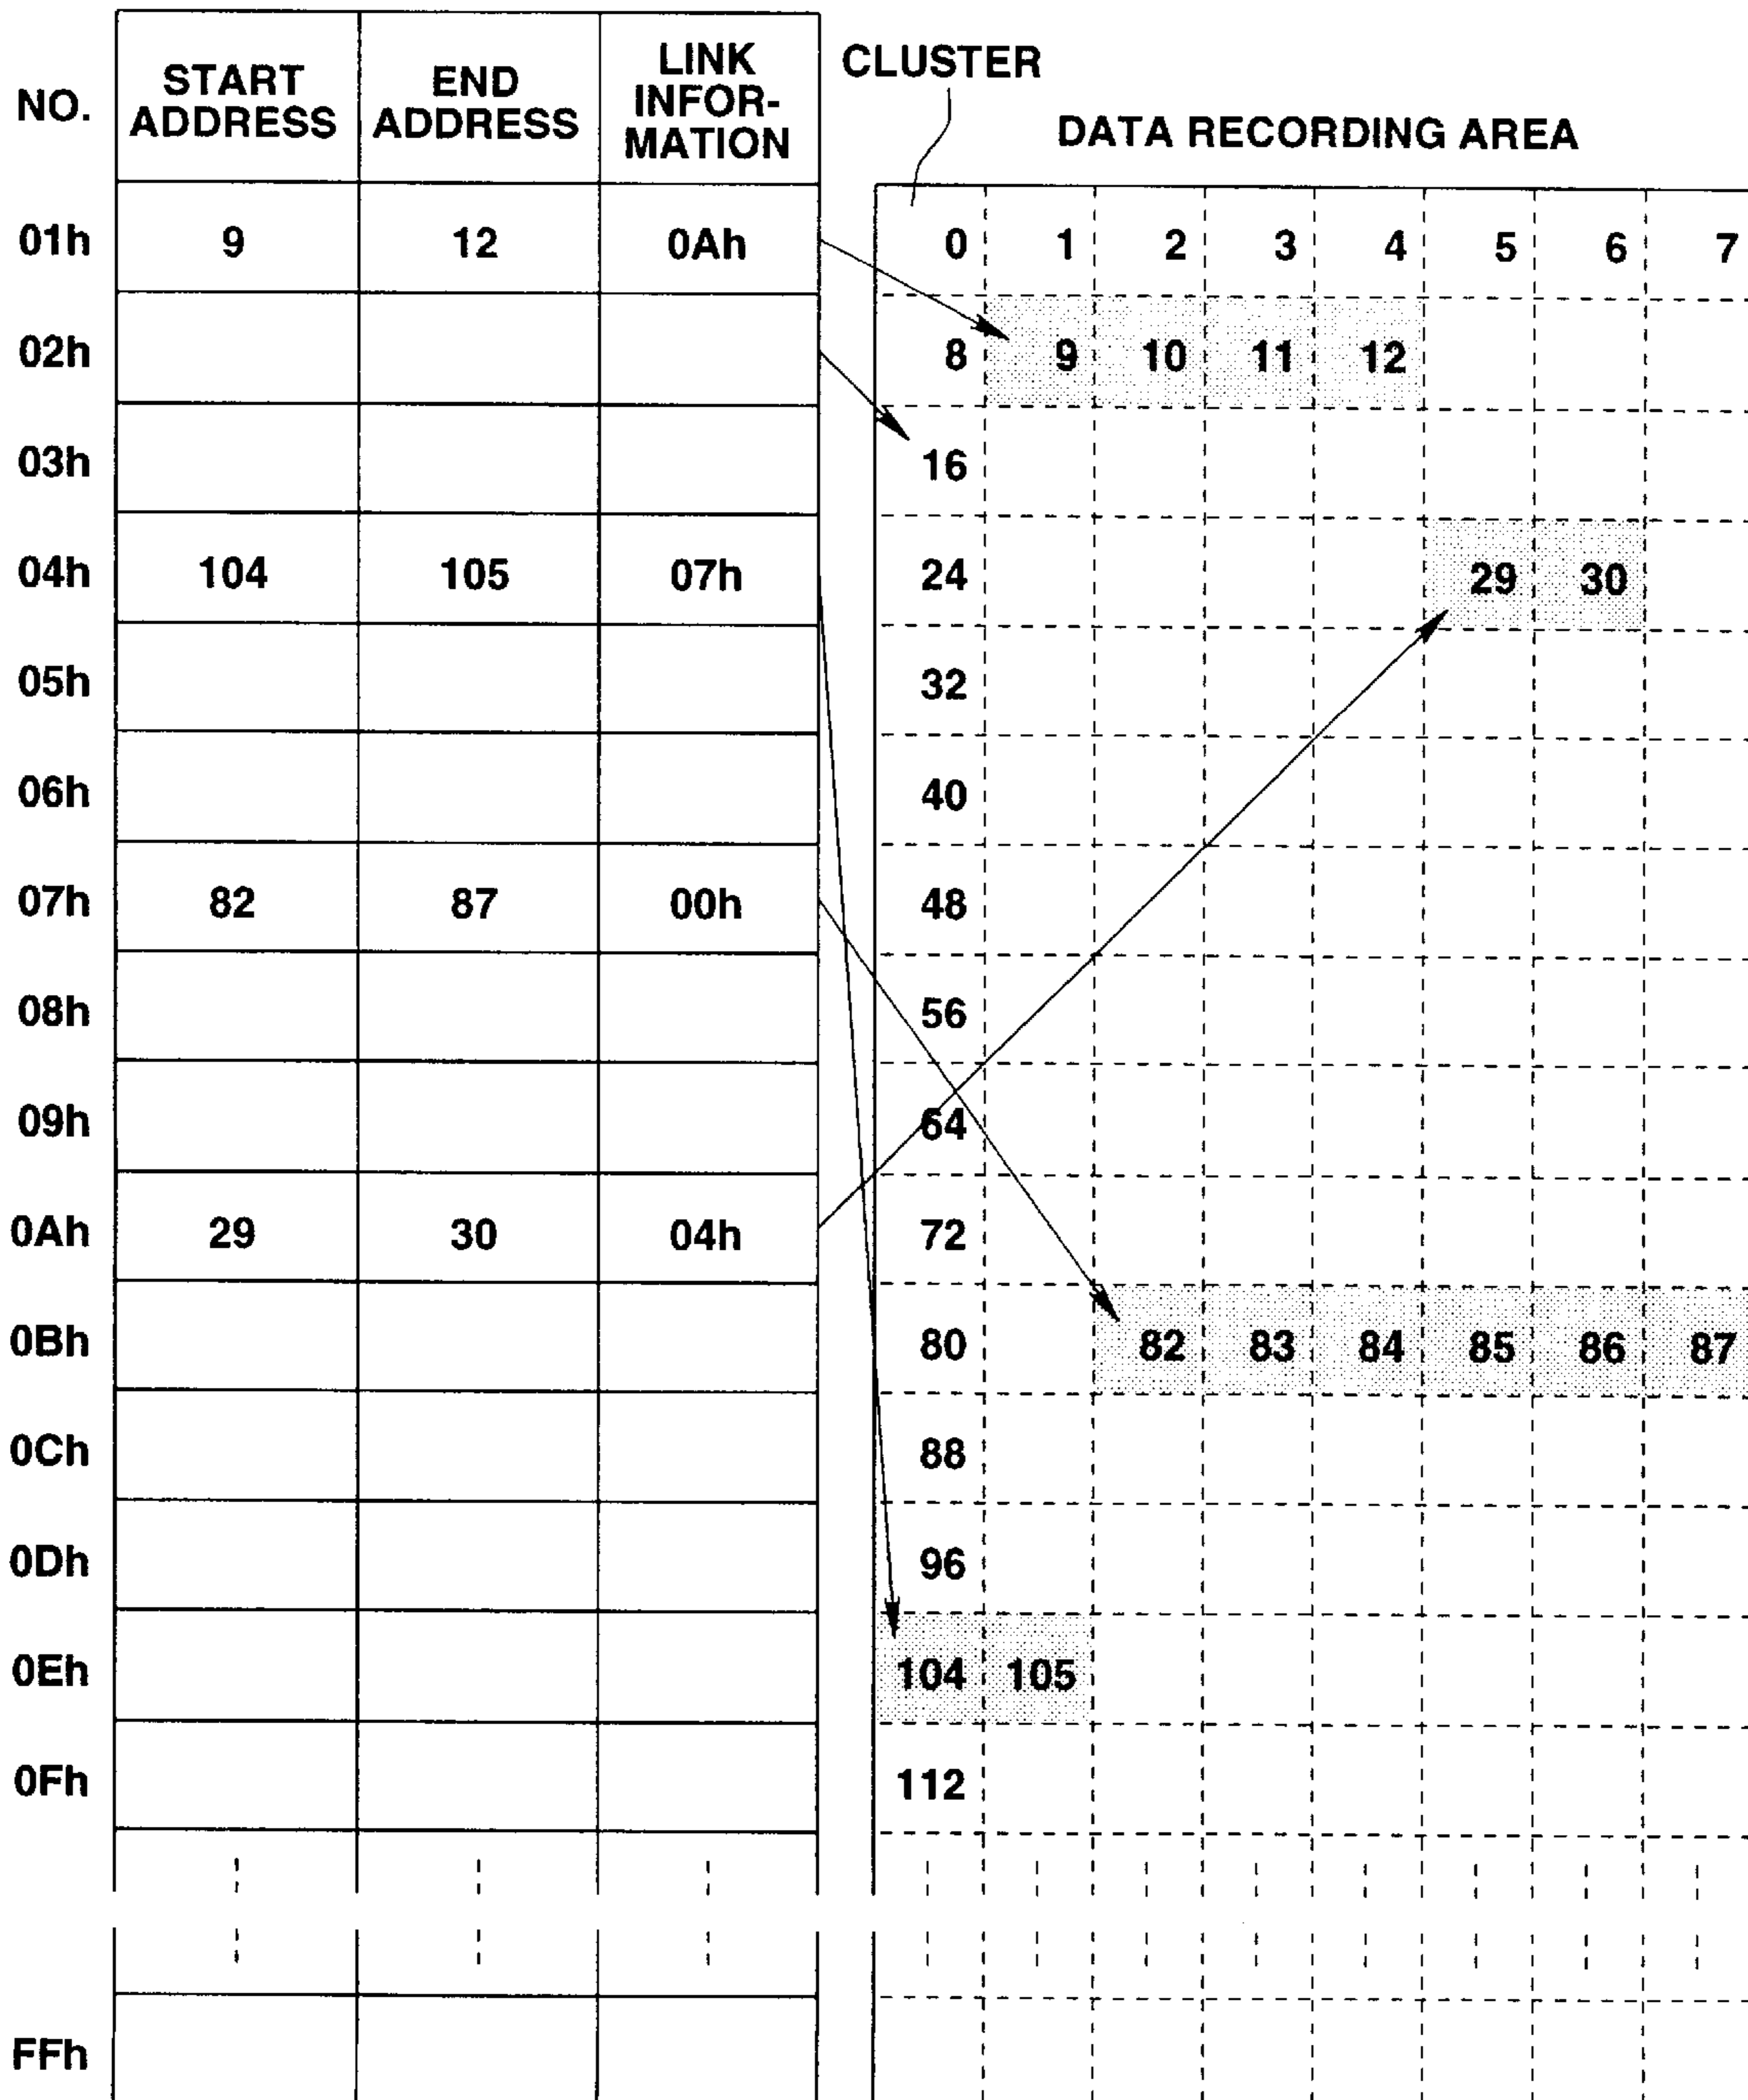 NO.
START
ADDRESS
END
ADDRESS
LINK
INFOR-
MATION
CLUSTER
DATA RECORDING AREA
01h 9 12 0Ah 0 1 2 3 4 5 6 7
02h 8 9 10 11 12
03h 16
04h 104 105 07h 24 29 30
05h 32
06h 40
07h 82 87 00h 48
08h 56
09h 64
0Ah 29 30 04h 72
0Bh 80 82 83 84 85 86 87
0Ch 88
0Dh 96
0Eh 104 105
0Fh 112
FFh